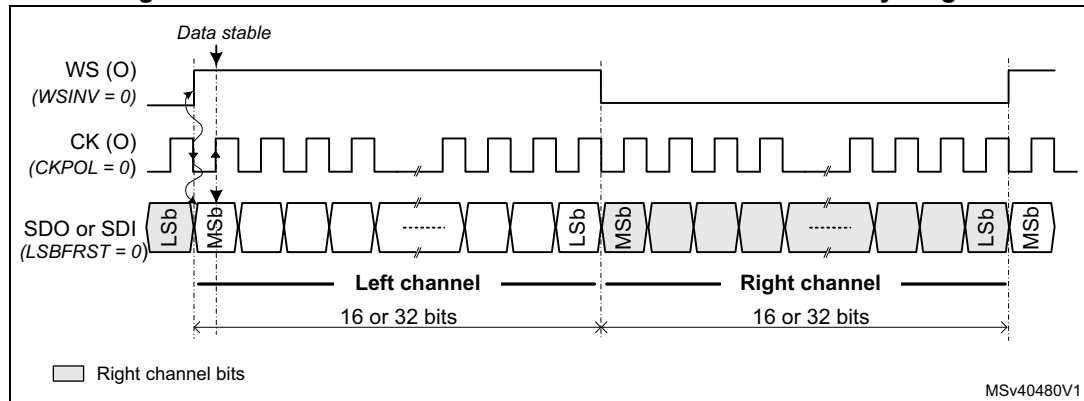 Data stable
WS (O)
(WSINV = 0)
CK (O)
(CKPOL = 0)
SDO or SDI
(LSBFRST = 0)
LSb
MSb
LSb
MSb
LSb
MSb
Left channel
Right channel
16 or 32 bits
16 or 32 bits
Right channel bits
MSv40480V1